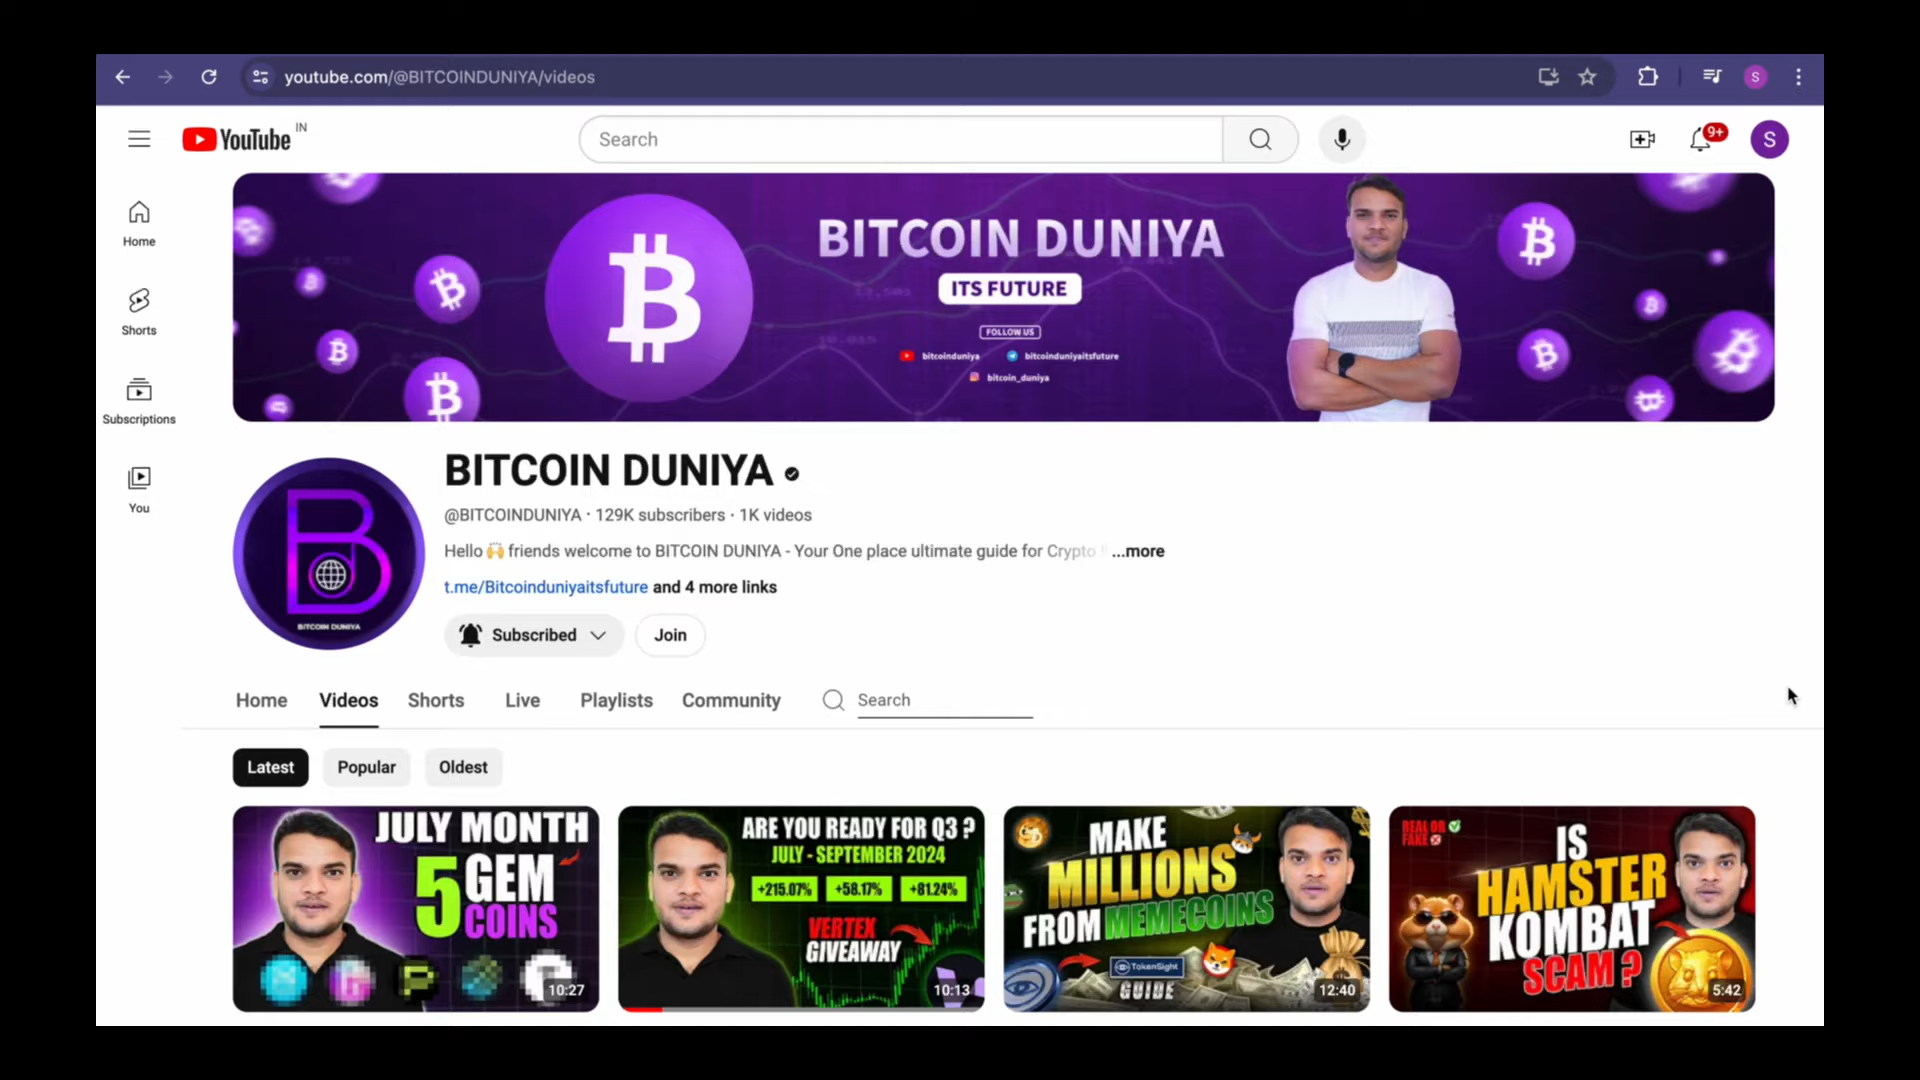 youtube.com/@BITCOINDUNIYA/videos
S
YouTube IN
Search
9+
S
Home
Shorts
Subscriptions
You
BITCOIN DUNIYA
ITS FUTURE
FOLLOW US
bitcoinduniya bitcoinduniyaitsfuture
bitcoin_duniya
BITCOIN DUNIYA
BITCOIN DUNIYA
@BITCOINDUNIYA · 129K subscribers · 1K videos
Hello 🙌 friends welcome to BITCOIN DUNIYA - Your One place ultimate guide for Crypto ...more
t.me/Bitcoinduniyaitsfuture and 4 more links
Subscribed
Join
Home Videos Shorts Live Playlists Community Search
Latest Popular Oldest
JULY MONTH
5 GEM
COINS
10:27
ARE YOU READY FOR Q3 ?
JULY - SEPTEMBER 2024
+215.07% +58.17% +81.24%
VERTEX
GIVEAWAY
10:13
MAKE
MILLIONS
FROM MEMECOINS
TokenSight
GUIDE
12:40
REAL OR
FAKE
IS
HAMSTER
KOMBAT
SCAM ?
5:42